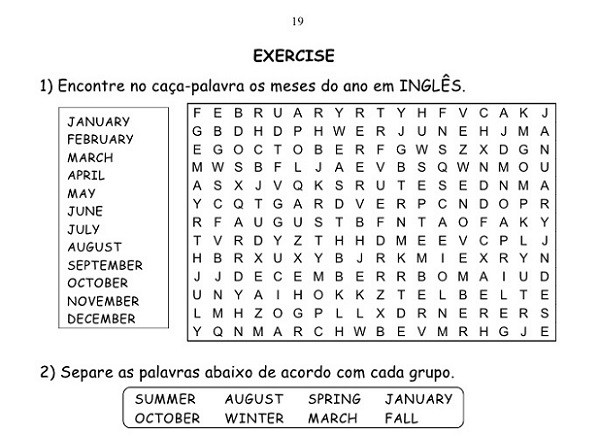 19
EXERCISE
1) Encontre no caça-palavra os meses do ano em INGLÊS.
JANUARY
FEBRUARY
MARCH
APRIL
MAY
JUNE
JULY
AUGUST
SEPTEMBER
OCTOBER
NOVEMBER
DECEMBER
F E B R U A R Y R T Y H F V C A K J
G B D H D P H W E R J U N E H J M A
E G O C T O B E R F G W S Z X D G N
M W S B F L J A E V B S Q W N M O U
A S X J V Q K S R U T E S E D N M A
Y C Q T G A R D V E R P C N D O P R
R F A U G U S T B F N T A O F A K Y
T V R D Y Z T H H D M E E V C P L J
H B R X U X Y B J R K M I E X R Y N
J J D E C E M B E R R B O M A I U D
U N Y A I H O K K Z T E L B E L T E
L M H Z O G P L L X D R N E R E R S
Y Q N M A R C H W B E V M R H G J E
2) Separe as palavras abaixo de acordo com cada grupo.
SUMMER AUGUST SPRING JANUARY
OCTOBER WINTER MARCH FALL